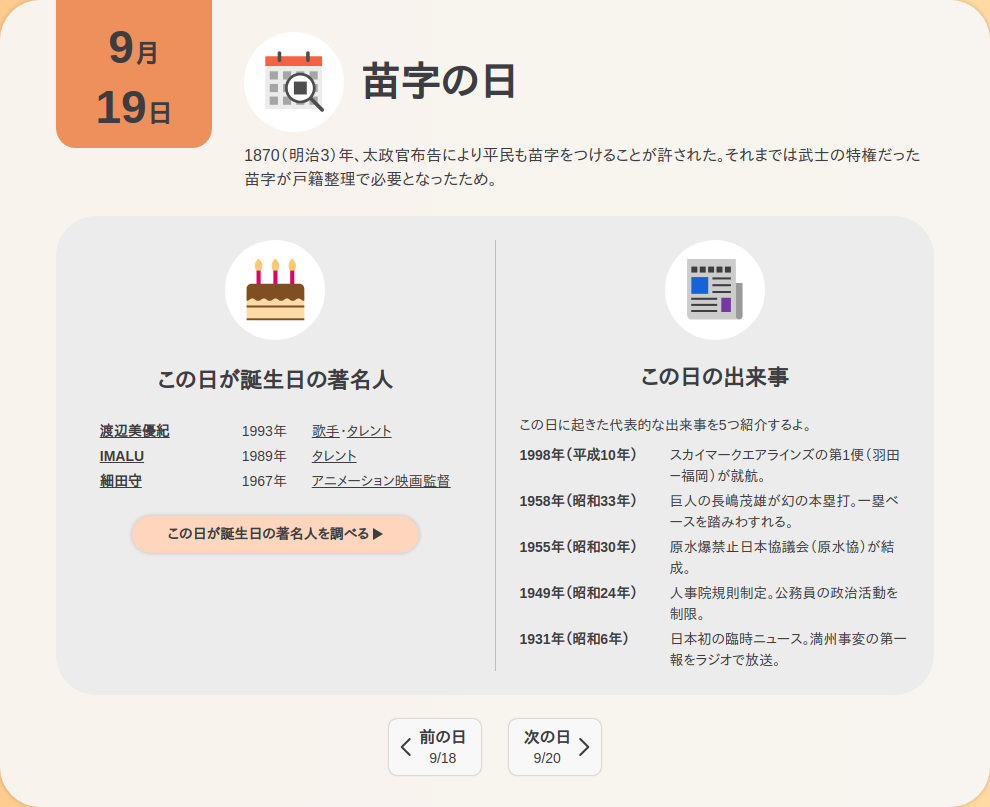 9月
19日
苗字の日
1870（明治3）年、太政官布告により平民も苗字をつけることが許された。それまでは武士の特権だった
苗字が戸籍整理で必要となったため。
この日が誕生日の著名人
渡辺美優紀 1993年 歌手・タレント
IMALU 1989年 タレント
細田守 1967年 アニメーション映画監督
この日が誕生日の著名人を調べる▶
この日の出来事
この日に起きた代表的な出来事を5つ紹介するよ。
1998年（平成10年） スカイマークエアラインズの第1便（羽田
ー福岡）が就航。
1958年（昭和33年） 巨人の長嶋茂雄が幻の本塁打。一塁ベ
ースを踏みわすれる。
1955年（昭和30年） 原水爆禁止日本協議会（原水協）が結
成。
1949年（昭和24年） 人事院規則制定。公務員の政治活動を
制限。
1931年（昭和6年） 日本初の臨時ニュース。満州事変の第一
報をラジオで放送。
前の日
9/18
次の日
9/20